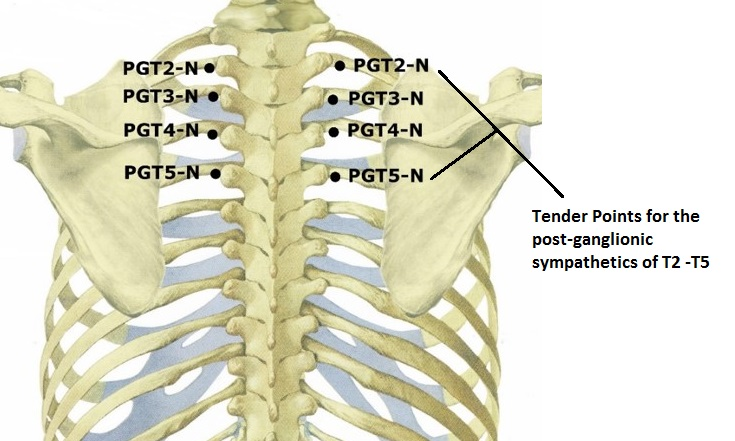 PGT2-N PGT2-N
PGT3-N PGT3-N
PGT4-N PGT4-N
PGT5-N PGT5-N
Tender Points for the
post-ganglionic
sympathetics of T2 -T5